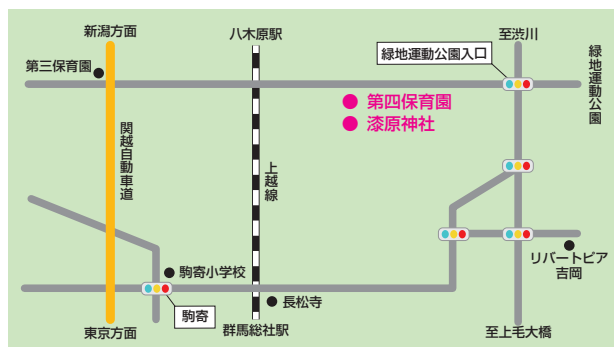 新潟方面
八木原駅
至渋川
緑地運動公園入口
第三保育園
緑地運動公園
第四保育園
漆原神社
関越自動車道
上越線
リバートピア
吉岡
駒寄小学校
駒寄
長松寺
東京方面
群馬総社駅
至上毛大橋